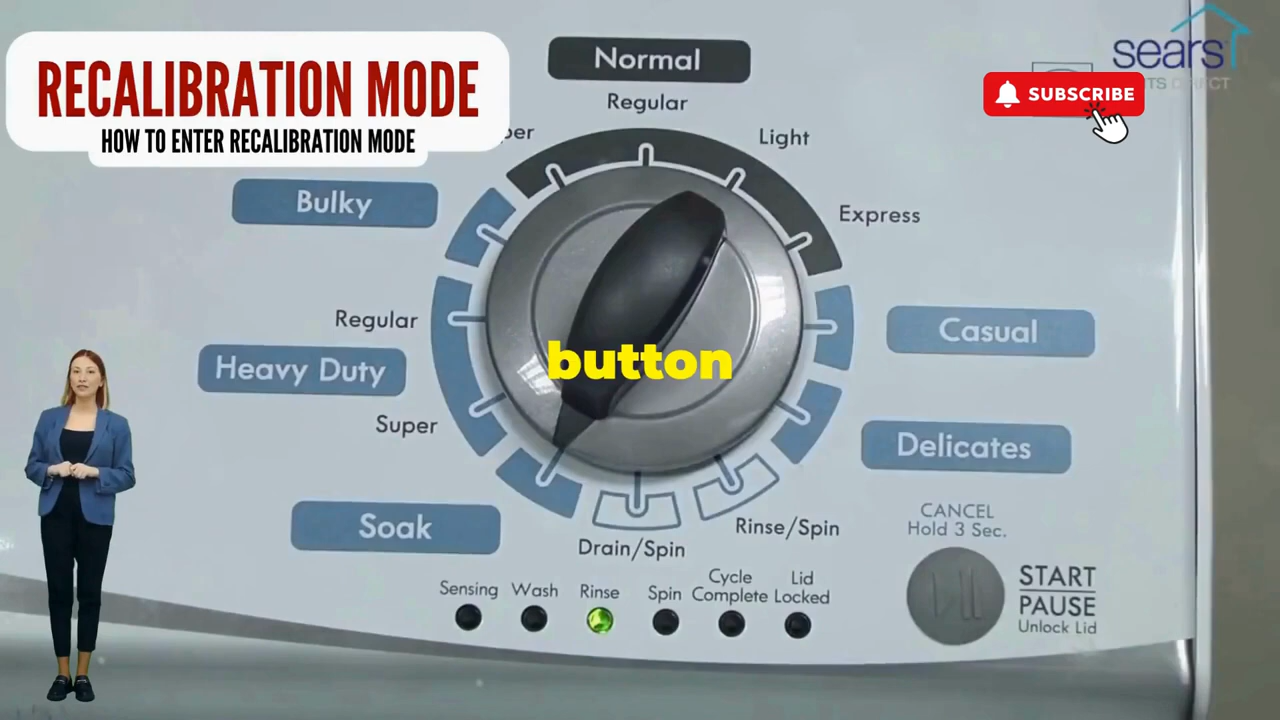 RECALIBRATION MODE
HOW TO ENTER RECALIBRATION MODE
sears
DIRECT
SUBSCRIBE
Normal
Regular
Light
Express
Bulky
Regular
Heavy Duty
Super
Soak
button
Casual
Delicates
Rinse/Spin
Drain/Spin
CANCEL
Hold 3 Sec.
START
PAUSE
Unlock Lid
Sensing
Wash
Rinse
Spin
Cycle
Complete
Lid
Locked